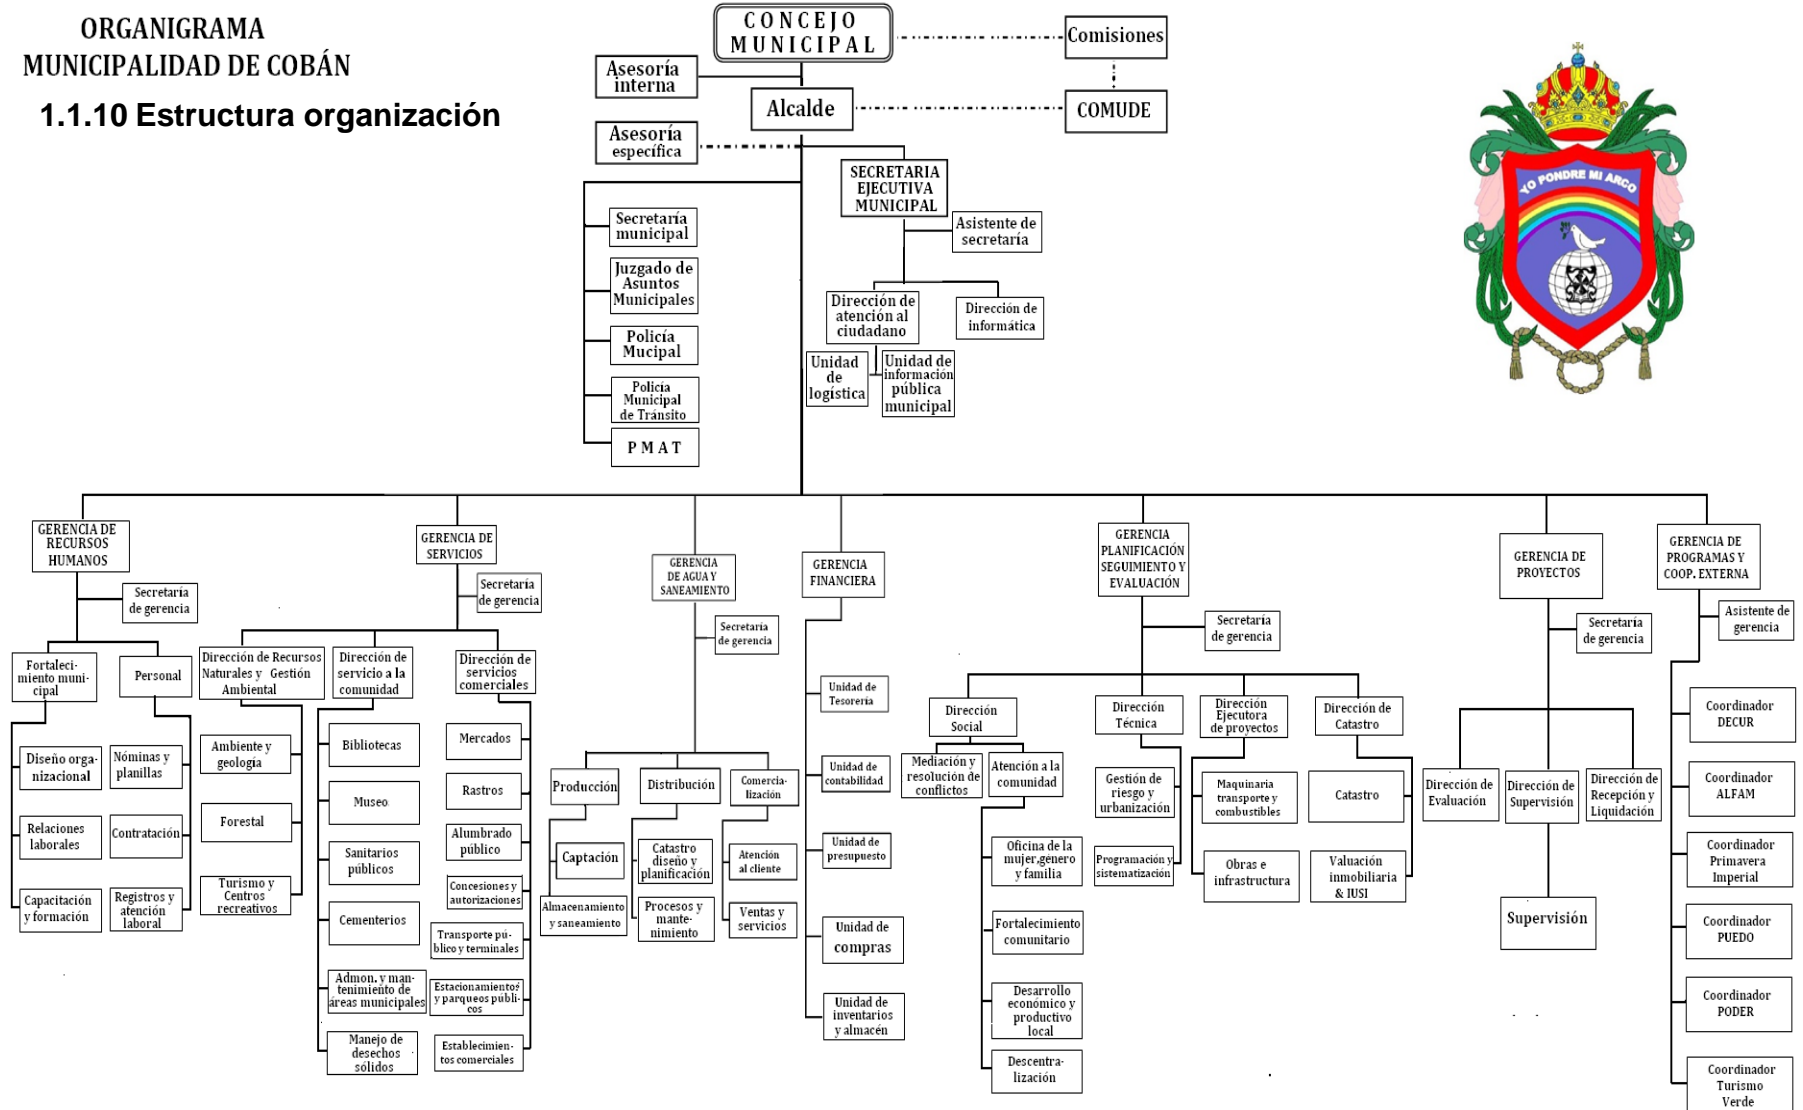 ORGANIGRAMA
MUNICIPALIDAD DE COBÁN
1.1.10 Estructura organización
CONCEJO
MUNICIPAL
Comisiones
Asesoría
interna
Alcalde
COMUDE
Asesoría
específica
SECRETARIA
EJECUTIVA
MUNICIPAL
Asistente de
secretaría
Secretaría
municipal
Juzgado de
Asuntos
Municipales
Policía
Mucipal
Policía
Municipal
de Tránsito
P M A T
Dirección de
atención al
ciudadano
Dirección de
informática
Unidad
de
logística
Unidad de
información
pública
municipal
YO PONDRE MI ARCO
GERENCIA DE
RECURSOS
HUMANOS
Secretaría
de gerencia
Fortaleci-
miento muni-
cipal
Personal
Diseño orga-
nizacional
Relaciones
laborales
Capacitación
y formación
Nóminas y
planillas
Contratación
Registros y
atención
laboral
GERENCIA DE
SERVICIOS
Secretaría
de gerencia
Dirección de Recursos
Naturales y Gestión
Ambiental
Dirección de
servicio a la
comunidad
Dirección de
servicios
comerciales
Ambiente y
geología
Forestal
Turismo y
Centros
recreativos
Bibliotecas
Museo
Sanitarios
públicos
Cementerios
Admon. y man-
tenimiento de
áreas municipales
Manejo de
desechos
sólidos
Mercados
Rastros
Alumbrado
público
Concesiones y
autorizaciones
Transporte pú-
blico y terminales
Estacionamientos
y parqueos públi-
cos
Establecimien-
tos comerciales
GERENCIA
DE AGUA Y
SANEAMIENTO
Secretaría
de gerencia
Producción
Distribución
Comercia-
lización
Captación
Almacenamiento
y saneamiento
Catastro
diseño y
planificación
Procesos y
mante-
nimiento
Atención
al cliente
Ventas y
servicios
GERENCIA
FINANCIERA
Unidad de
Tesorería
Unidad de
contabilidad
Unidad de
presupuesto
Unidad de
compras
Unidad de
inventarios
y almacén
GERENCIA
PLANIFICACIÓN
SEGUIMIENTO Y
EVALUACIÓN
Secretaría
de gerencia
Dirección
Social
Dirección
Técnica
Dirección
Ejecutora
de proyectos
Dirección de
Catastro
Mediación y
resolución de
conflictos
Atención a la
comunidad
Oficina de la
mujer,género
y familia
Fortalecimiento
comunitario
Desarrollo
económico y
productivo
local
Descentra-
lización
Gestión de
riesgo y
urbanización
Programación y
sistematización
Maquinaria
transporte y
combustibles
Obras e
infrastructura
Catastro
Valuación
inmobiliaria
& IUSI
GERENCIA DE
PROYECTOS
Secretaría
de gerencia
Dirección de
Evaluación
Dirección de
Supervisión
Dirección de
Recepción y
Liquidación
Supervisión
GERENCIA DE
PROGRAMAS Y
COOP. EXTERNA
Asistente de
gerencia
Coordinador
DECUR
Coordinador
ALFAM
Coordinador
Primavera
Imperial
Coordinador
PUEDO
Coordinador
PODER
Coordinador
Turismo
Verde